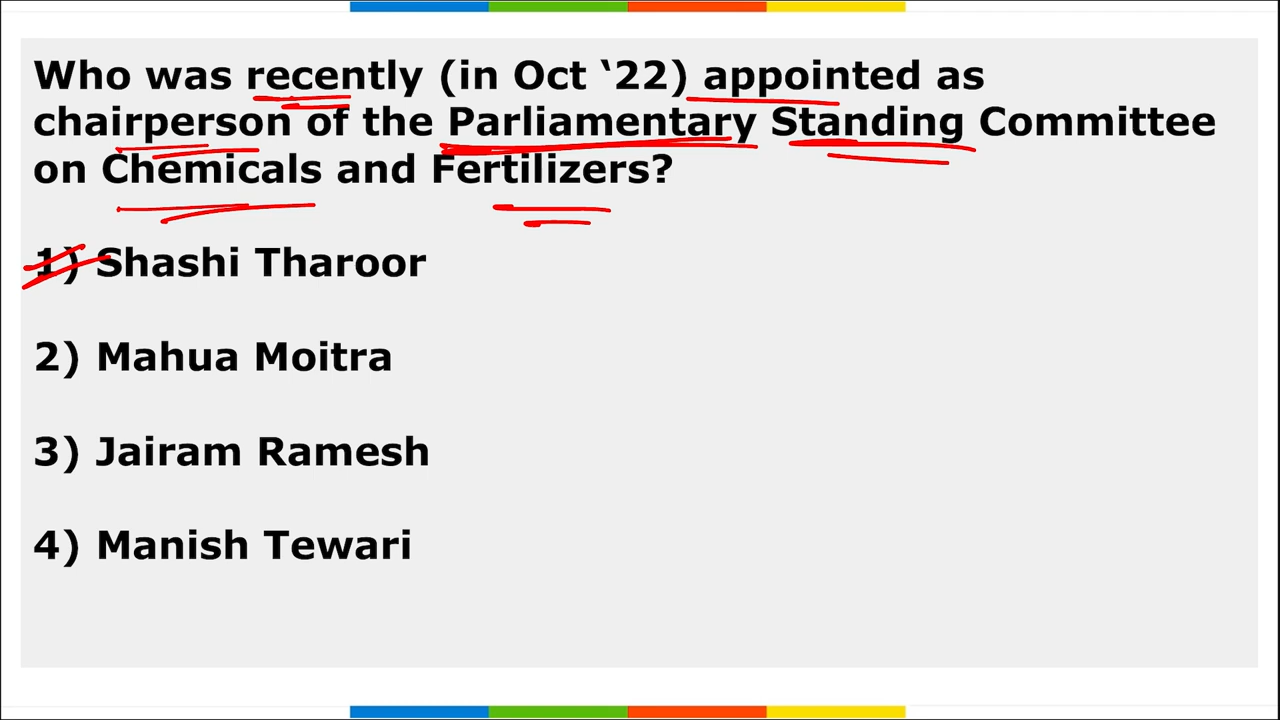 Who was recently (in Oct ‘22) appointed as
chairperson of the Parliamentary Standing Committee
on Chemicals and Fertilizers?
1) Shashi Tharoor
2) Mahua Moitra
3) Jairam Ramesh
4) Manish Tewari